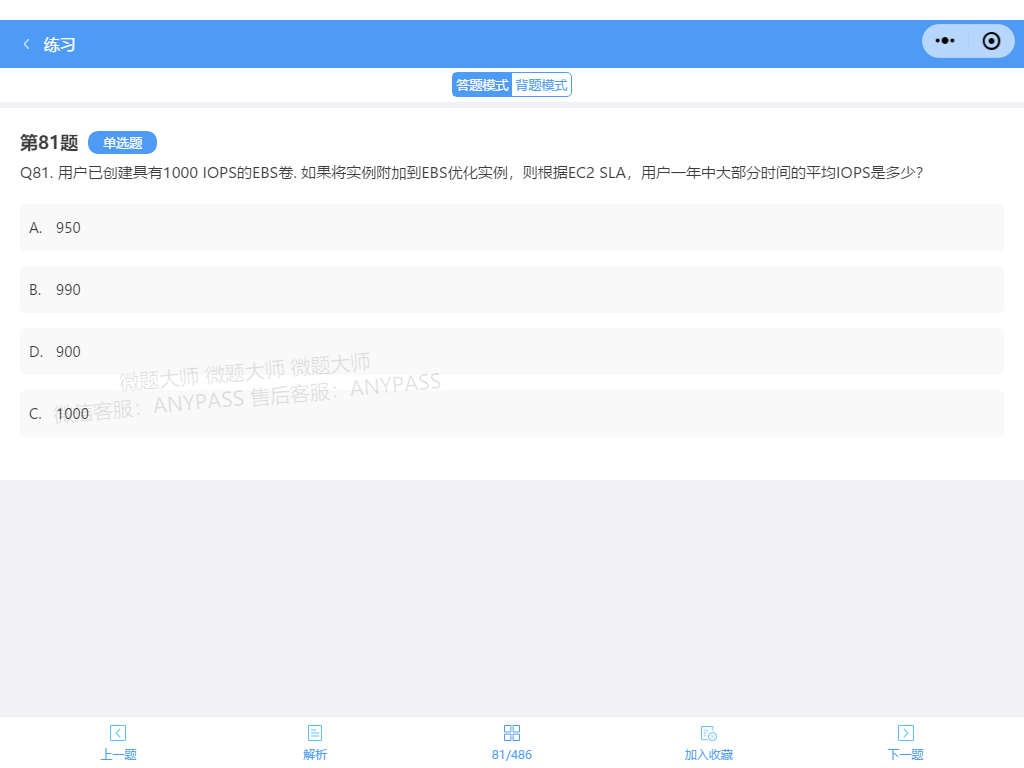 练习
答题模式 背题模式
第81题 单选题
Q81. 用户已创建具有1000 IOPS的EBS卷. 如果将实例附加到EBS优化实例，则根据EC2 SLA，用户一年中大部分时间的平均IOPS是多少？
A. 950
B. 990
D. 900
微题大师 微题大师 微题大师
微信客服：ANYPASS 售后客服：ANYPASS
C. 1000
上一题 解析 81/486 加入收藏 下一题